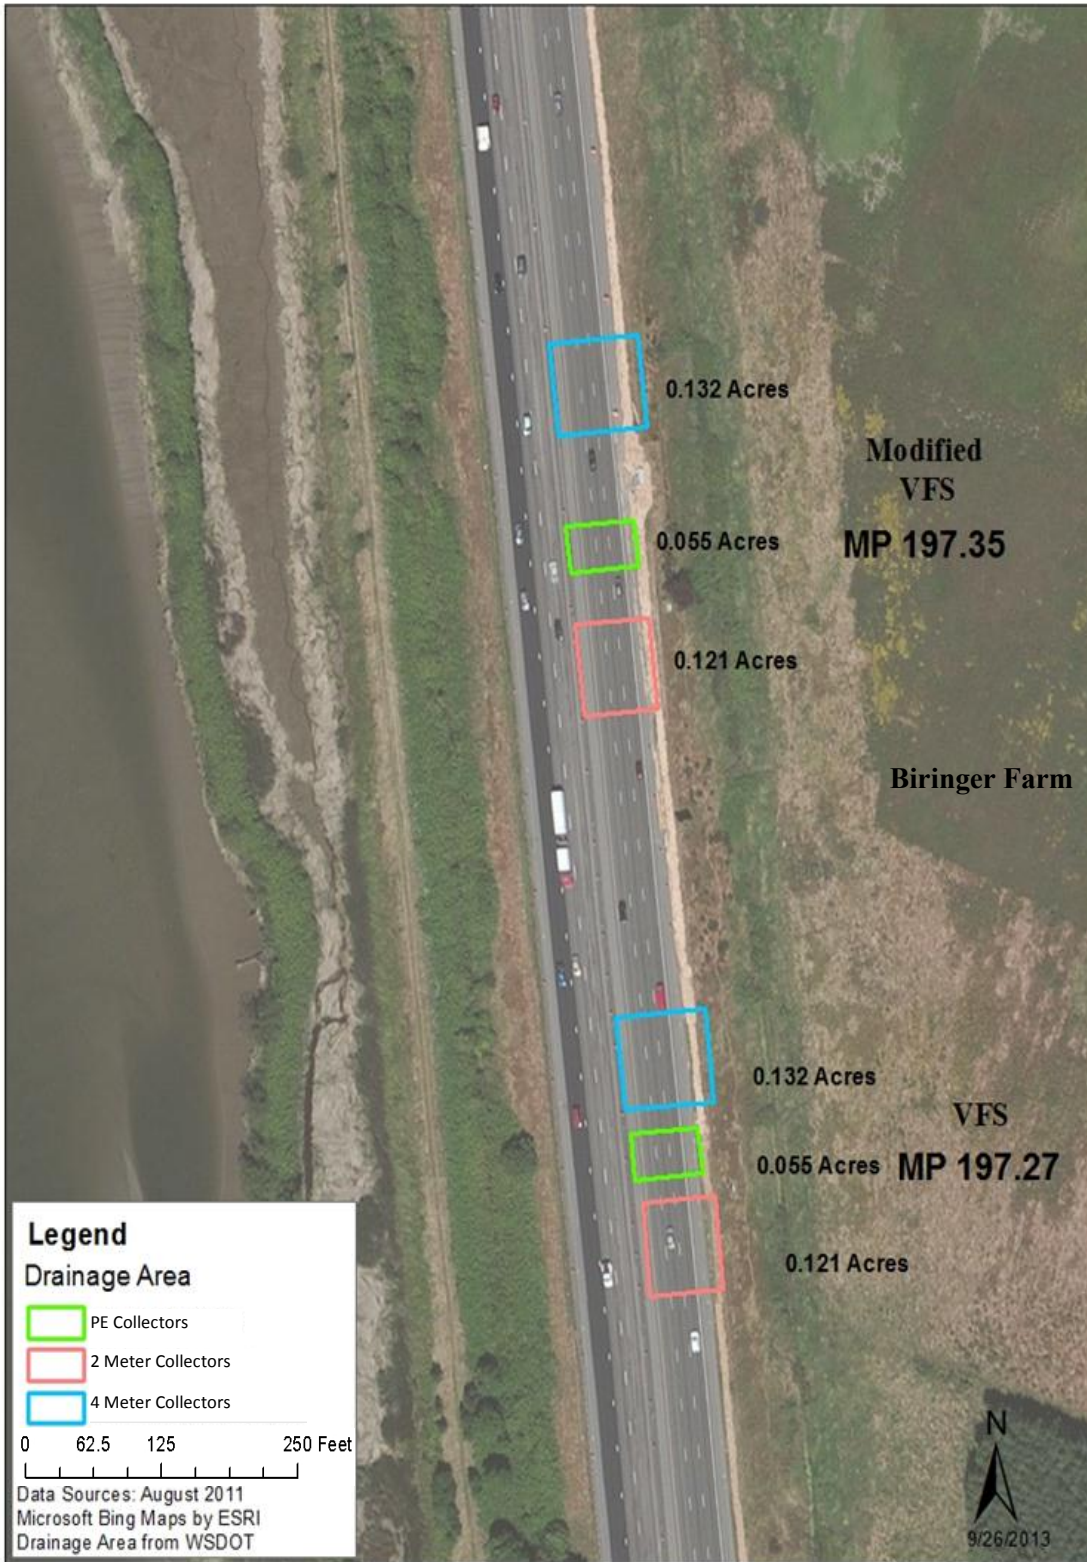 0.132 Acres
Modified
VFS
0.055 Acres
MP 197.35
0.121 Acres
Biringer Farm
0.132 Acres
VFS
0.055 Acres
MP 197.27
0.121 Acres
Legend
Drainage Area
PE Collectors
2 Meter Collectors
4 Meter Collectors
0 62.5 125 250 Feet
Data Sources: August 2011
Microsoft Bing Maps by ESRI
Drainage Area from WSDOT
N
9/26/2013